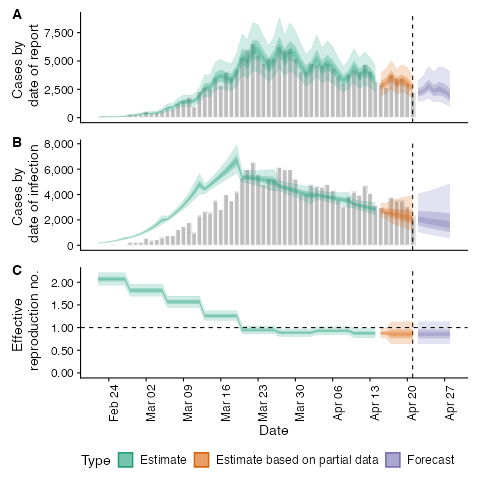 A
Cases by
date of report
7,500
5,000
2,500
0
B
Cases by
date of infection
8,000
6,000
4,000
2,000
0
C
Effective
reproduction no.
2.00
1.50
1.00
0.50
0.00
Feb 24
Mar 02
Mar 09
Mar 16
Mar 23
Mar 30
Apr 06
Apr 13
Apr 20
Apr 27
Date
Type Estimate Estimate based on partial data Forecast